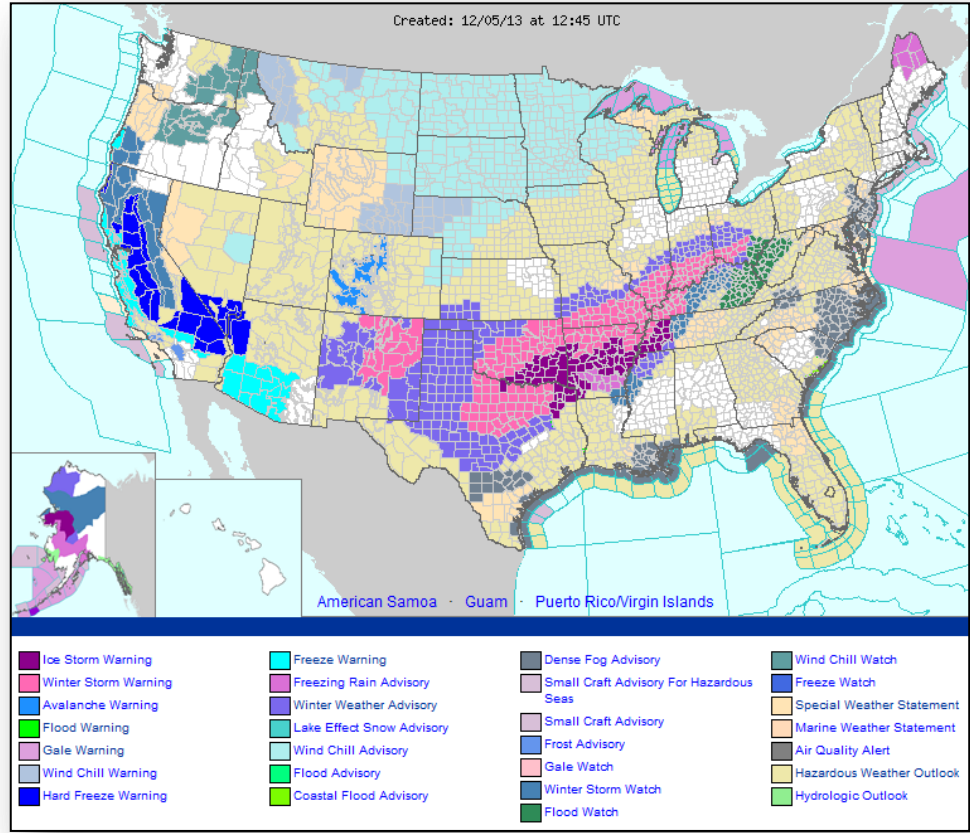 Created: 12/05/13 at 12:45 UTC
American Samoa · Guam · Puerto Rico/Virgin Islands
Ice Storm Warning
Winter Storm Warning
Avalanche Warning
Flood Warning
Gale Warning
Wind Chill Warning
Hard Freeze Warning
Freeze Warning
Freezing Rain Advisory
Winter Weather Advisory
Lake Effect Snow Advisory
Wind Chill Advisory
Flood Advisory
Coastal Flood Advisory
Dense Fog Advisory
Small Craft Advisory For Hazardous
Seas
Small Craft Advisory
Frost Advisory
Gale Watch
Winter Storm Watch
Flood Watch
Wind Chill Watch
Freeze Watch
Special Weather Statement
Marine Weather Statement
Air Quality Alert
Hazardous Weather Outlook
Hydrologic Outlook